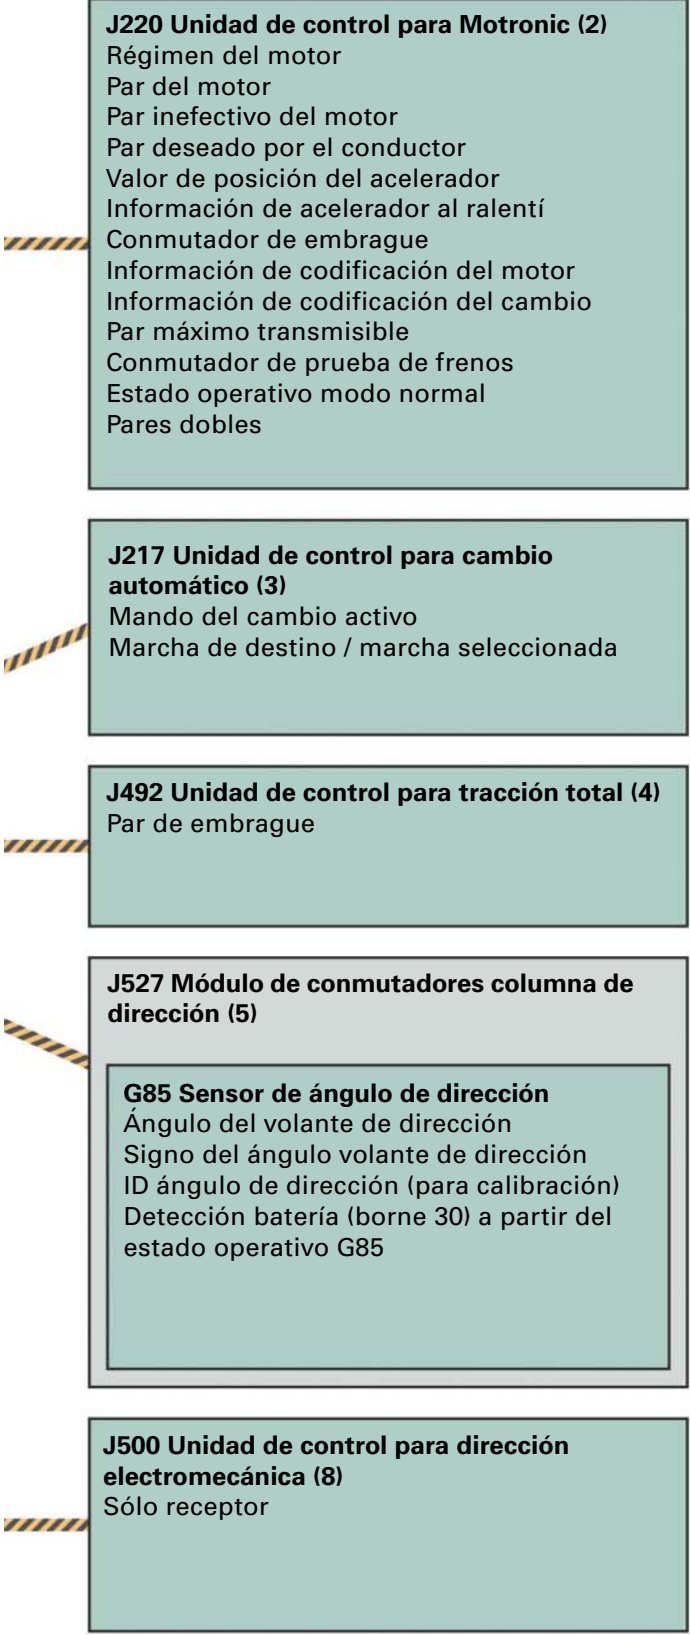 J220 Unidad de control para Motronic (2)
Régimen del motor
Par del motor
Par inefectivo del motor
Par deseado por el conductor
Valor de posición del acelerador
Información de acelerador al ralentí
Conmutador de embrague
Información de codificación del motor
Información de codificación del cambio
Par máximo transmisible
Conmutador de prueba de frenos
Estado operativo modo normal
Pares dobles
J217 Unidad de control para cambio
automático (3)
Mando del cambio activo
Marcha de destino / marcha seleccionada
J492 Unidad de control para tracción total (4)
Par de embrague
J527 Módulo de conmutadores columna de
dirección (5)
G85 Sensor de ángulo de dirección
Ángulo del volante de dirección
Signo del ángulo volante de dirección
ID ángulo de dirección (para calibración)
Detección batería (borne 30) a partir del
estado operativo G85
J500 Unidad de control para dirección
electromecánica (8)
Sólo receptor